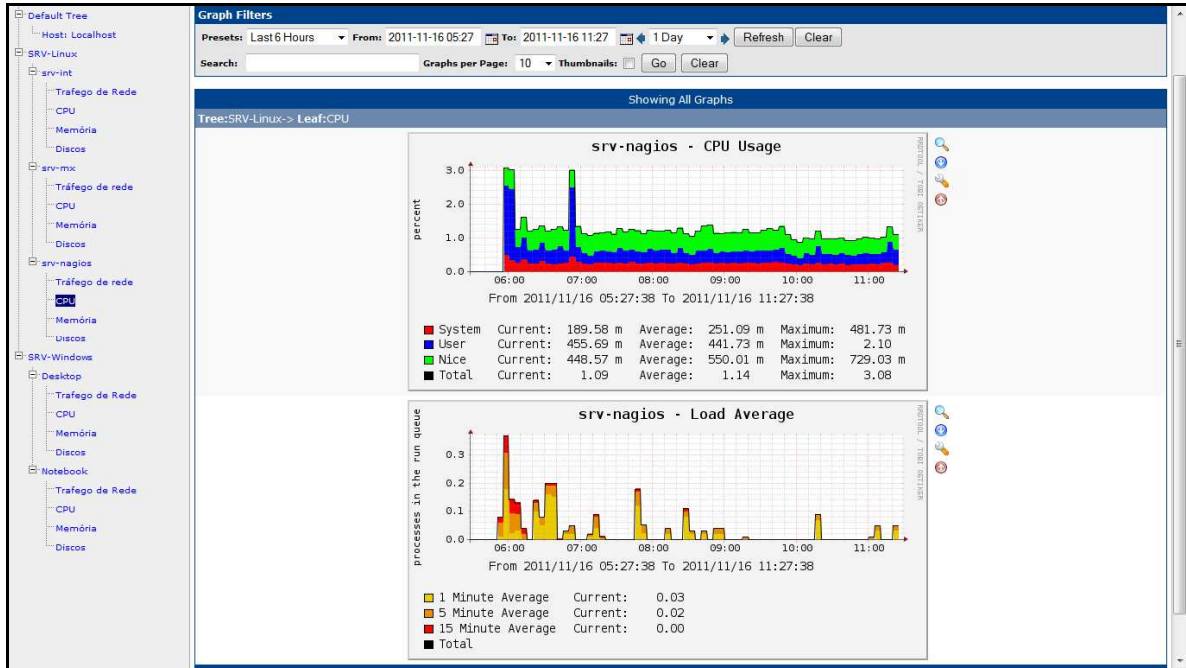 Default Tree
Host: Localhost
SRV-Linux
srv-int
Trafego de Rede
CPU
Memória
Discos
srv-mx
Tráfego de rede
CPU
Memória
Discos
srv-nagios
Tráfego de rede
CPU
Memória
Discos
SRV-Windows
Desktop
Trafego de Rede
CPU
Memória
Discos
Notebook
Trafego de Rede
CPU
Memória
Discos
Graph Filters
Presets: Last 6 Hours From: 2011-11-16 05:27 To: 2011-11-16 11:27 1 Day Refresh Clear
Search: Graphs per Page: 10 Thumbnails: Go Clear
Showing All Graphs
Tree:SRV-Linux-> Leaf:CPU
srv-nagios - CPU Usage
RRDTOOL / TOBI OETIKER
percent
3.0
2.0
1.0
0.0
06:00 07:00 08:00 09:00 10:00 11:00
From 2011/11/16 05:27:38 To 2011/11/16 11:27:38
System Current: 189.58 m Average: 251.09 m Maximum: 481.73 m
User Current: 455.69 m Average: 441.73 m Maximum: 2.10
Nice Current: 448.57 m Average: 550.01 m Maximum: 729.03 m
Total Current: 1.09 Average: 1.14 Maximum: 3.08
srv-nagios - Load Average
RRDTOOL / TOBI OETIKER
processes in the run queue
0.3
0.2
0.1
0.0
06:00 07:00 08:00 09:00 10:00 11:00
From 2011/11/16 05:27:38 To 2011/11/16 11:27:38
1 Minute Average Current: 0.03
5 Minute Average Current: 0.02
15 Minute Average Current: 0.00
Total